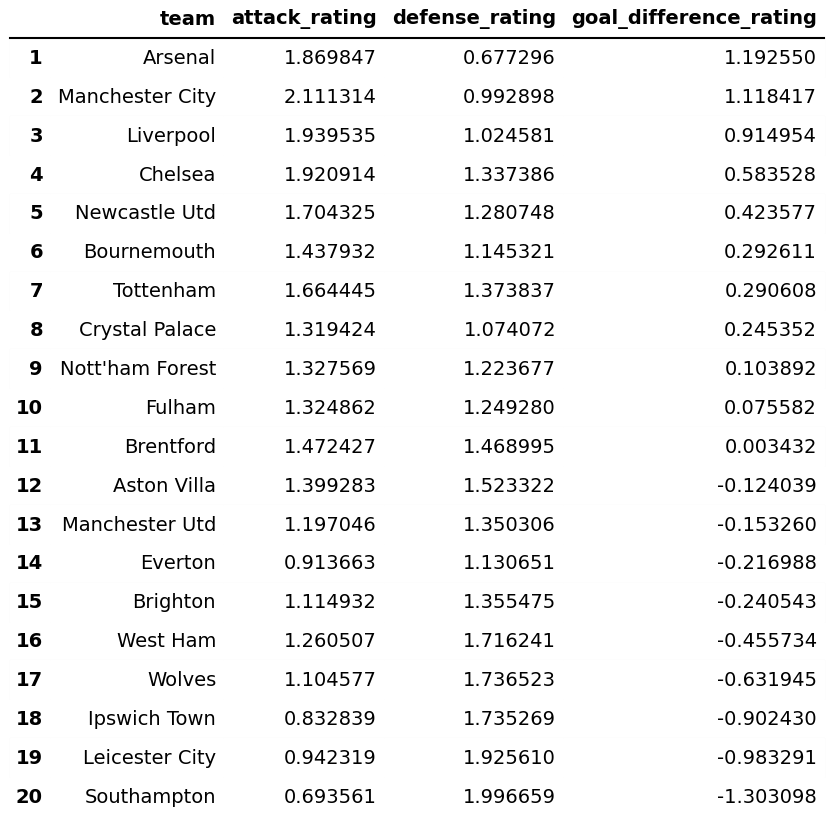 team attack_rating defense_rating goal_difference_rating
1 Arsenal 1.869847 0.677296 1.192550
2 Manchester City 2.111314 0.992898 1.118417
3 Liverpool 1.939535 1.024581 0.914954
4 Chelsea 1.920914 1.337386 0.583528
5 Newcastle Utd 1.704325 1.280748 0.423577
6 Bournemouth 1.437932 1.145321 0.292611
7 Tottenham 1.664445 1.373837 0.290608
8 Crystal Palace 1.319424 1.074072 0.245352
9 Nott'ham Forest 1.327569 1.223677 0.103892
10 Fulham 1.324862 1.249280 0.075582
11 Brentford 1.472427 1.468995 0.003432
12 Aston Villa 1.399283 1.523322 -0.124039
13 Manchester Utd 1.197046 1.350306 -0.153260
14 Everton 0.913663 1.130651 -0.216988
15 Brighton 1.114932 1.355475 -0.240543
16 West Ham 1.260507 1.716241 -0.455734
17 Wolves 1.104577 1.736523 -0.631945
18 Ipswich Town 0.832839 1.735269 -0.902430
19 Leicester City 0.942319 1.925610 -0.983291
20 Southampton 0.693561 1.996659 -1.303098